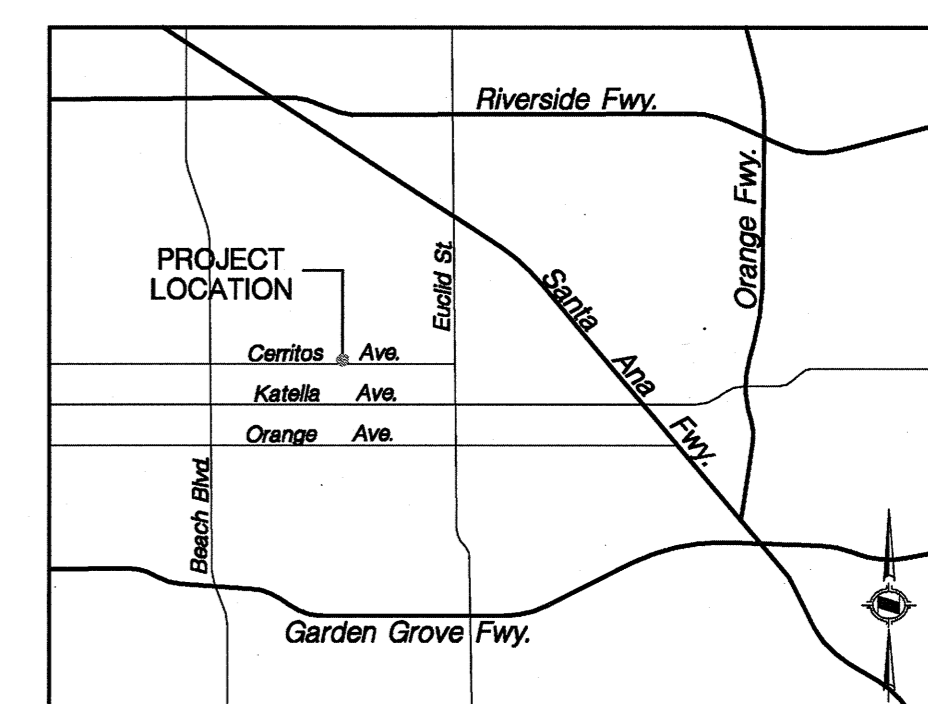 Riverside Fwy.
Orange Fwy.
PROJECT
LOCATION
Euclid St.
Santa Ana Fwy.
Cerritos Ave.
Katella Ave.
Orange Ave.
Beach Blvd.
Garden Grove Fwy.